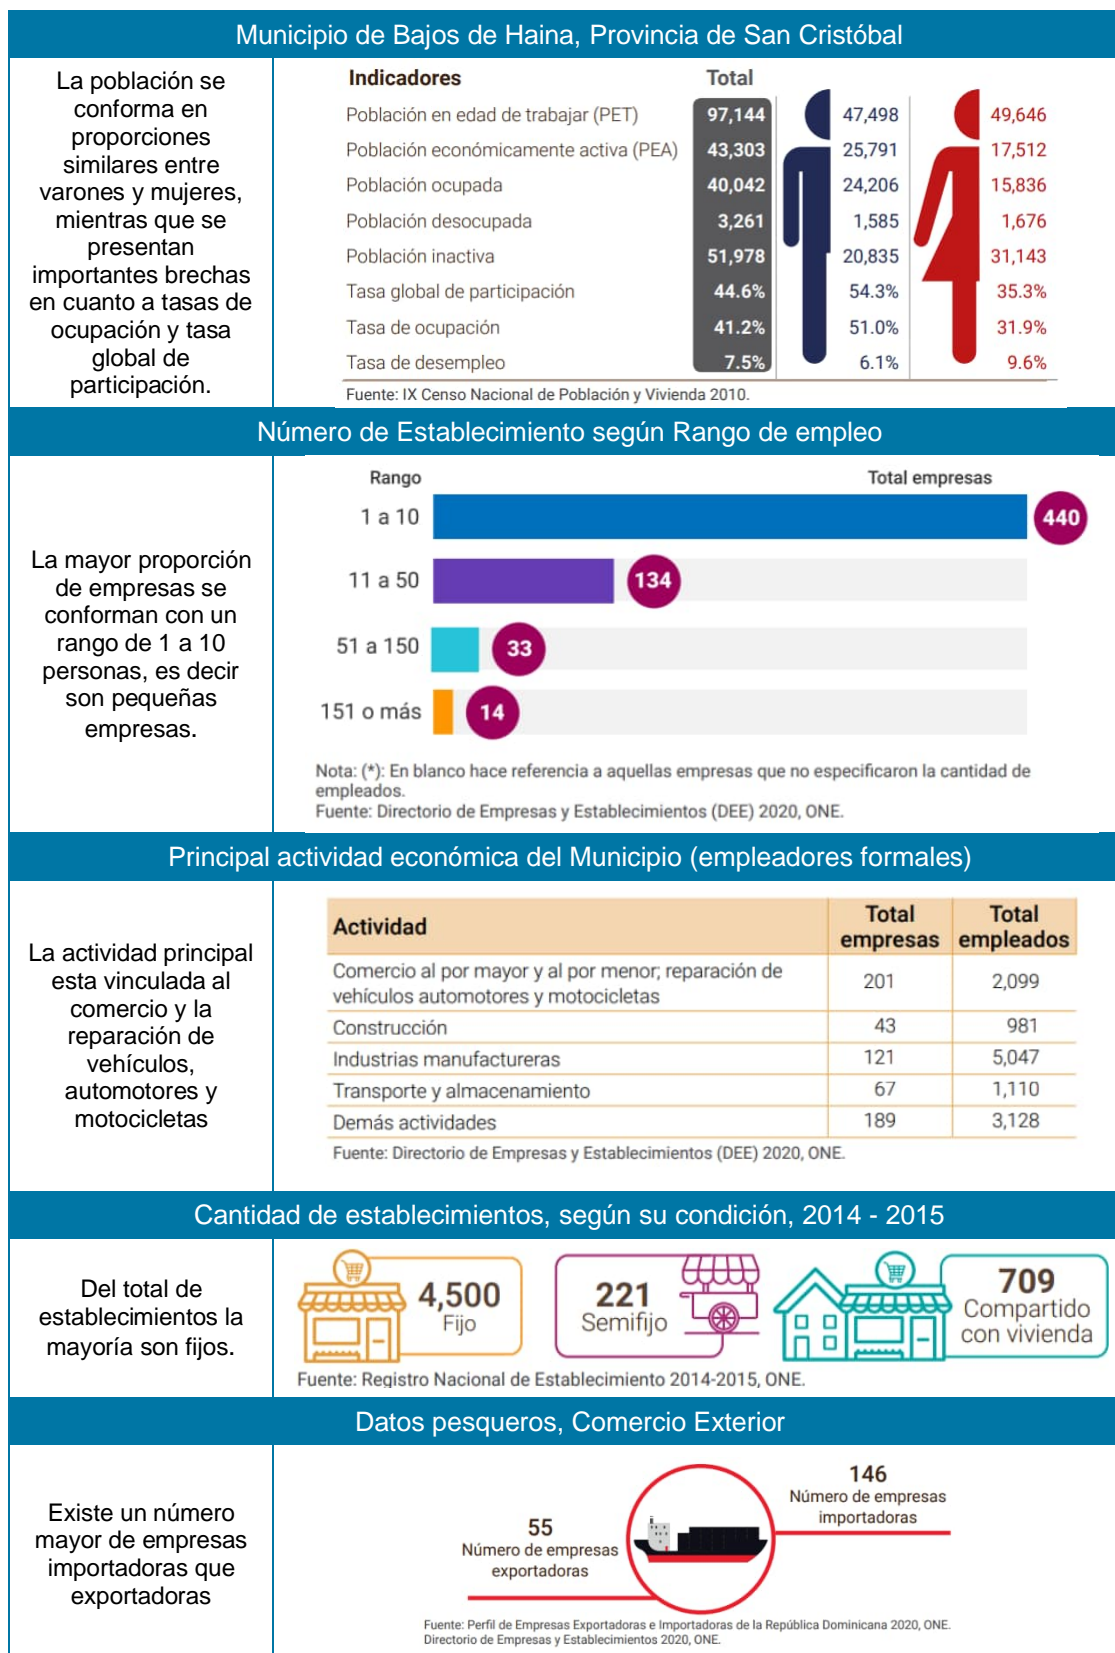 Municipio de Bajos de Haina, Provincia de San Cristóbal
La población se
conforma en
proporciones
similares entre
varones y mujeres,
mientras que se
presentan
importantes brechas
en cuanto a tasas de
ocupación y tasa
global de
participación.
Indicadores Total
Población en edad de trabajar (PET) 97,144 47,498 49,646
Población económicamente activa (PEA) 43,303 25,791 17,512
Población ocupada 40,042 24,206 15,836
Población desocupada 3,261 1,585 1,676
Población inactiva 51,978 20,835 31,143
Tasa global de participación 44.6% 54.3% 35.3%
Tasa de ocupación 41.2% 51.0% 31.9%
Tasa de desempleo 7.5% 6.1% 9.6%
Fuente: IX Censo Nacional de Población y Vivienda 2010.
Número de Establecimiento según Rango de empleo
La mayor proporción
de empresas se
conforman con un
rango de 1 a 10
personas, es decir
son pequeñas
empresas.
Rango Total empresas
1 a 10 440
11 a 50 134
51 a 150 33
151 o más 14
Nota: (*): En blanco hace referencia a aquellas empresas que no especificaron la cantidad de
empleados.
Fuente: Directorio de Empresas y Establecimientos (DEE) 2020, ONE.
Principal actividad económica del Municipio (empleadores formales)
La actividad principal
esta vinculada al
comercio y la
reparación de
vehículos,
automotores y
motocicletas
Actividad Total empresas Total empleados
Comercio al por mayor y al por menor; reparación de
vehículos automotores y motocicletas 201 2,099
Construcción 43 981
Industrias manufactureras 121 5,047
Transporte y almacenamiento 67 1,110
Demás actividades 189 3,128
Fuente: Directorio de Empresas y Establecimientos (DEE) 2020, ONE.
Cantidad de establecimientos, según su condición, 2014 - 2015
Del total de
establecimientos la
mayoría son fijos.
4,500
Fijo
221
Semifijo
709
Compartido
con vivienda
Fuente: Registro Nacional de Establecimiento 2014-2015, ONE.
Datos pesqueros, Comercio Exterior
Existe un número
mayor de empresas
importadoras que
exportadoras
55
Número de empresas
exportadoras
146
Número de empresas
importadoras
Fuente: Perfil de Empresas Exportadoras e Importadoras de la República Dominicana 2020, ONE.
Directorio de Empresas y Establecimientos 2020, ONE.